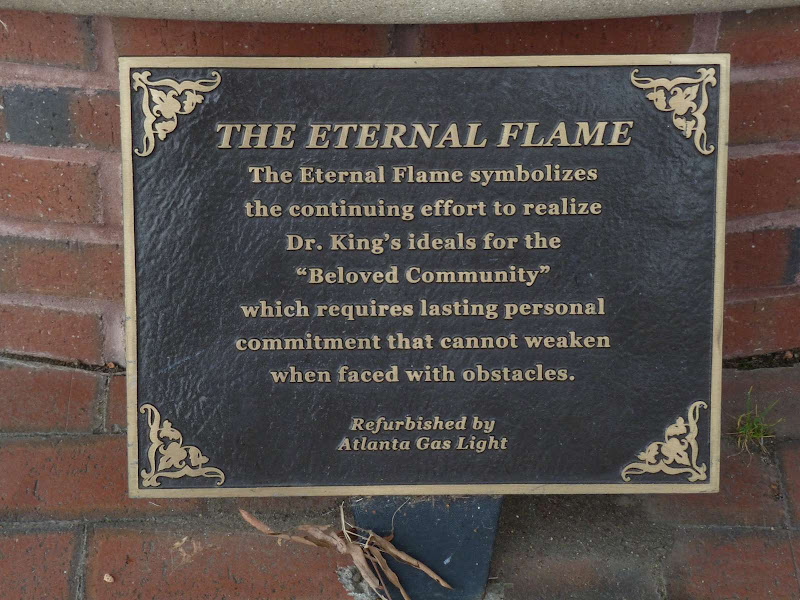 THE ETERNAL FLAME
The Eternal Flame symbolizes
the continuing effort to realize
Dr. King's ideals for the
“Beloved Community”
which requires lasting personal
commitment that cannot weaken
when faced with obstacles.
Refurbished by
Atlanta Gas Light